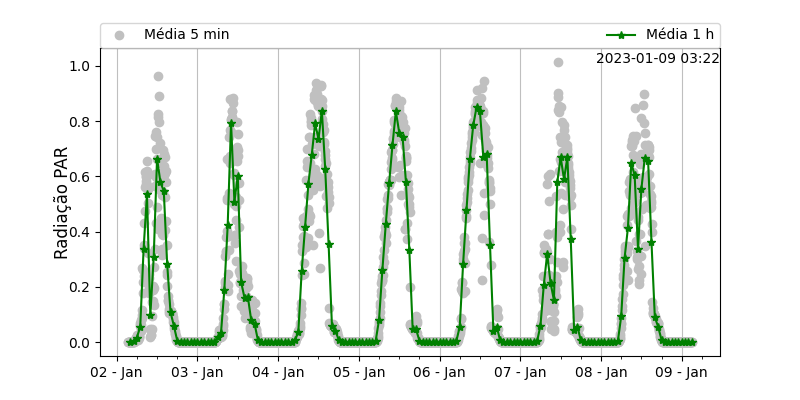 Média 5 min
Média 1 h
2023-01-09 03:22
Radiação PAR
1.0
0.8
0.6
0.4
0.2
0.0
02 - Jan
03 - Jan
04 - Jan
05 - Jan
06 - Jan
07 - Jan
08 - Jan
09 - Jan